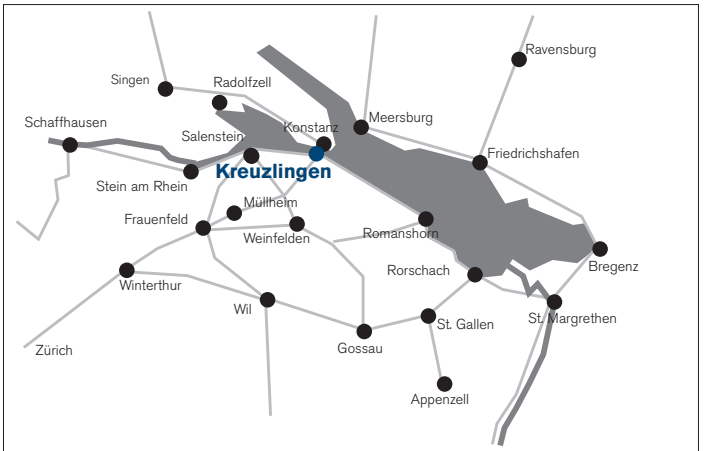 Ravensburg
Singen
Radolfzell
Meersburg
Schaffhausen
Konstanz
Salenstein
Friedrichshafen
Kreuzlingen
Stein am Rhein
Müllheim
Frauenfeld
Weinfelden
Romanshorn
Bregenz
Rorschach
Winterthur
Wil
St. Margrethen
St. Gallen
Gossau
Zürich
Appenzell